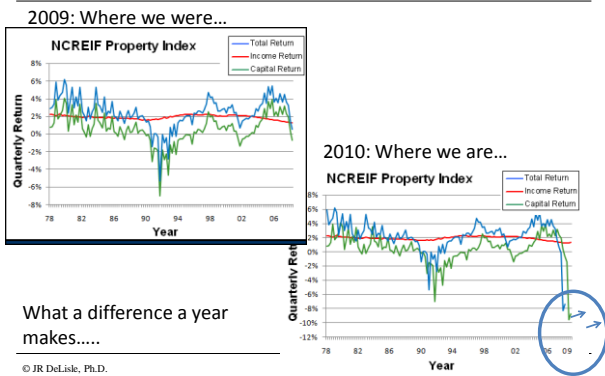 2009: Where we were…
NCREIF Property Index
Total Return
Income Return
Capital Return
8%
6%
4%
2%
0%
-2%
-4%
-6%
-8%
Quarterly Return
78 82 86 90 94 98 02 06
Year
2010: Where we are…
NCREIF Property Index
Total Return
Income Return
Capital Return
8%
6%
4%
2%
0%
-2%
-4%
-6%
-8%
-10%
-12%
Quarterly Ret
78 82 86 90 94 98 02 06 09
Year
What a difference a year
makes…..
© JR DeLisle, Ph.D.